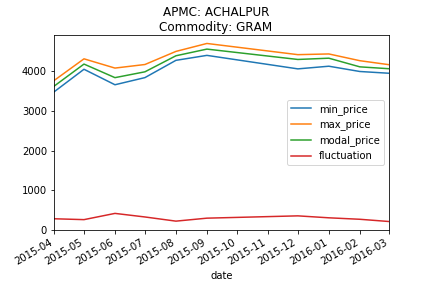 APMC: ACHALPUR
Commodity: GRAM
4000
3000
2000
1000
0
min_price
max_price
modal_price
fluctuation
2015-04
2015-05
2015-06
2015-07
2015-08
2015-09
2015-10
2015-11
2015-12
2016-01
2016-02
2016-03
date